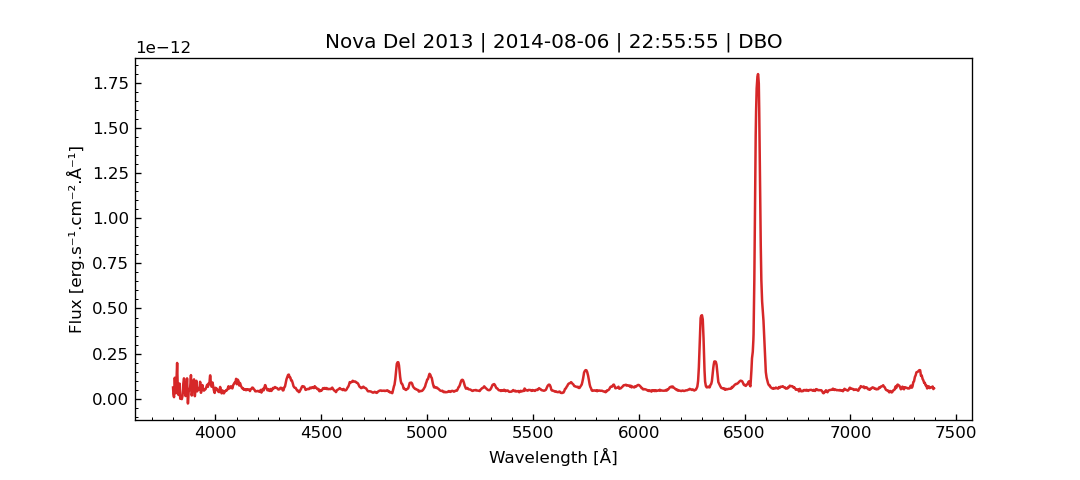 Nova Del 2013 | 2014-08-06 | 22:55:55 | DBO
1e−12
1.75
1.50
1.25
1.00
0.75
0.50
0.25
0.00
Flux [erg.s⁻¹.cm⁻².Å⁻¹]
4000 4500 5000 5500 6000 6500 7000 7500
Wavelength [Å]